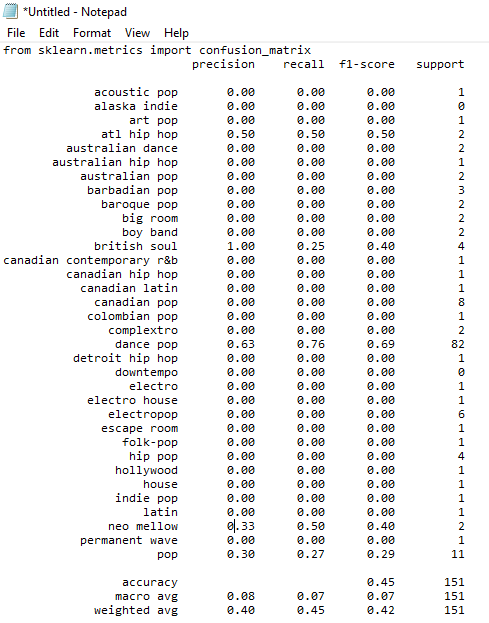 *Untitled - Notepad
File Edit Format View Help
from sklearn.metrics import confusion_matrix
precision recall f1-score support
acoustic pop 0.00 0.00 0.00 1
alaska indie 0.00 0.00 0.00 0
art pop 0.00 0.00 0.00 1
atl hip hop 0.50 0.50 0.50 2
australian dance 0.00 0.00 0.00 2
australian hip hop 0.00 0.00 0.00 1
australian pop 0.00 0.00 0.00 2
barbadian pop 0.00 0.00 0.00 3
baroque pop 0.00 0.00 0.00 2
big room 0.00 0.00 0.00 2
boy band 0.00 0.00 0.00 2
british soul 1.00 0.25 0.40 4
canadian contemporary r&b 0.00 0.00 0.00 1
canadian hip hop 0.00 0.00 0.00 1
canadian latin 0.00 0.00 0.00 1
canadian pop 0.00 0.00 0.00 8
colombian pop 0.00 0.00 0.00 1
complextro 0.00 0.00 0.00 2
dance pop 0.63 0.76 0.69 82
detroit hip hop 0.00 0.00 0.00 1
downtempo 0.00 0.00 0.00 0
electro 0.00 0.00 0.00 1
electro house 0.00 0.00 0.00 1
electropop 0.00 0.00 0.00 6
escape room 0.00 0.00 0.00 1
folk-pop 0.00 0.00 0.00 1
hip pop 0.00 0.00 0.00 4
hollywood 0.00 0.00 0.00 1
house 0.00 0.00 0.00 1
indie pop 0.00 0.00 0.00 1
latin 0.00 0.00 0.00 1
neo mellow 0.33 0.50 0.40 2
permanent wave 0.00 0.00 0.00 1
pop 0.30 0.27 0.29 11
accuracy 0.45 151
macro avg 0.08 0.07 0.07 151
weighted avg 0.40 0.45 0.42 151